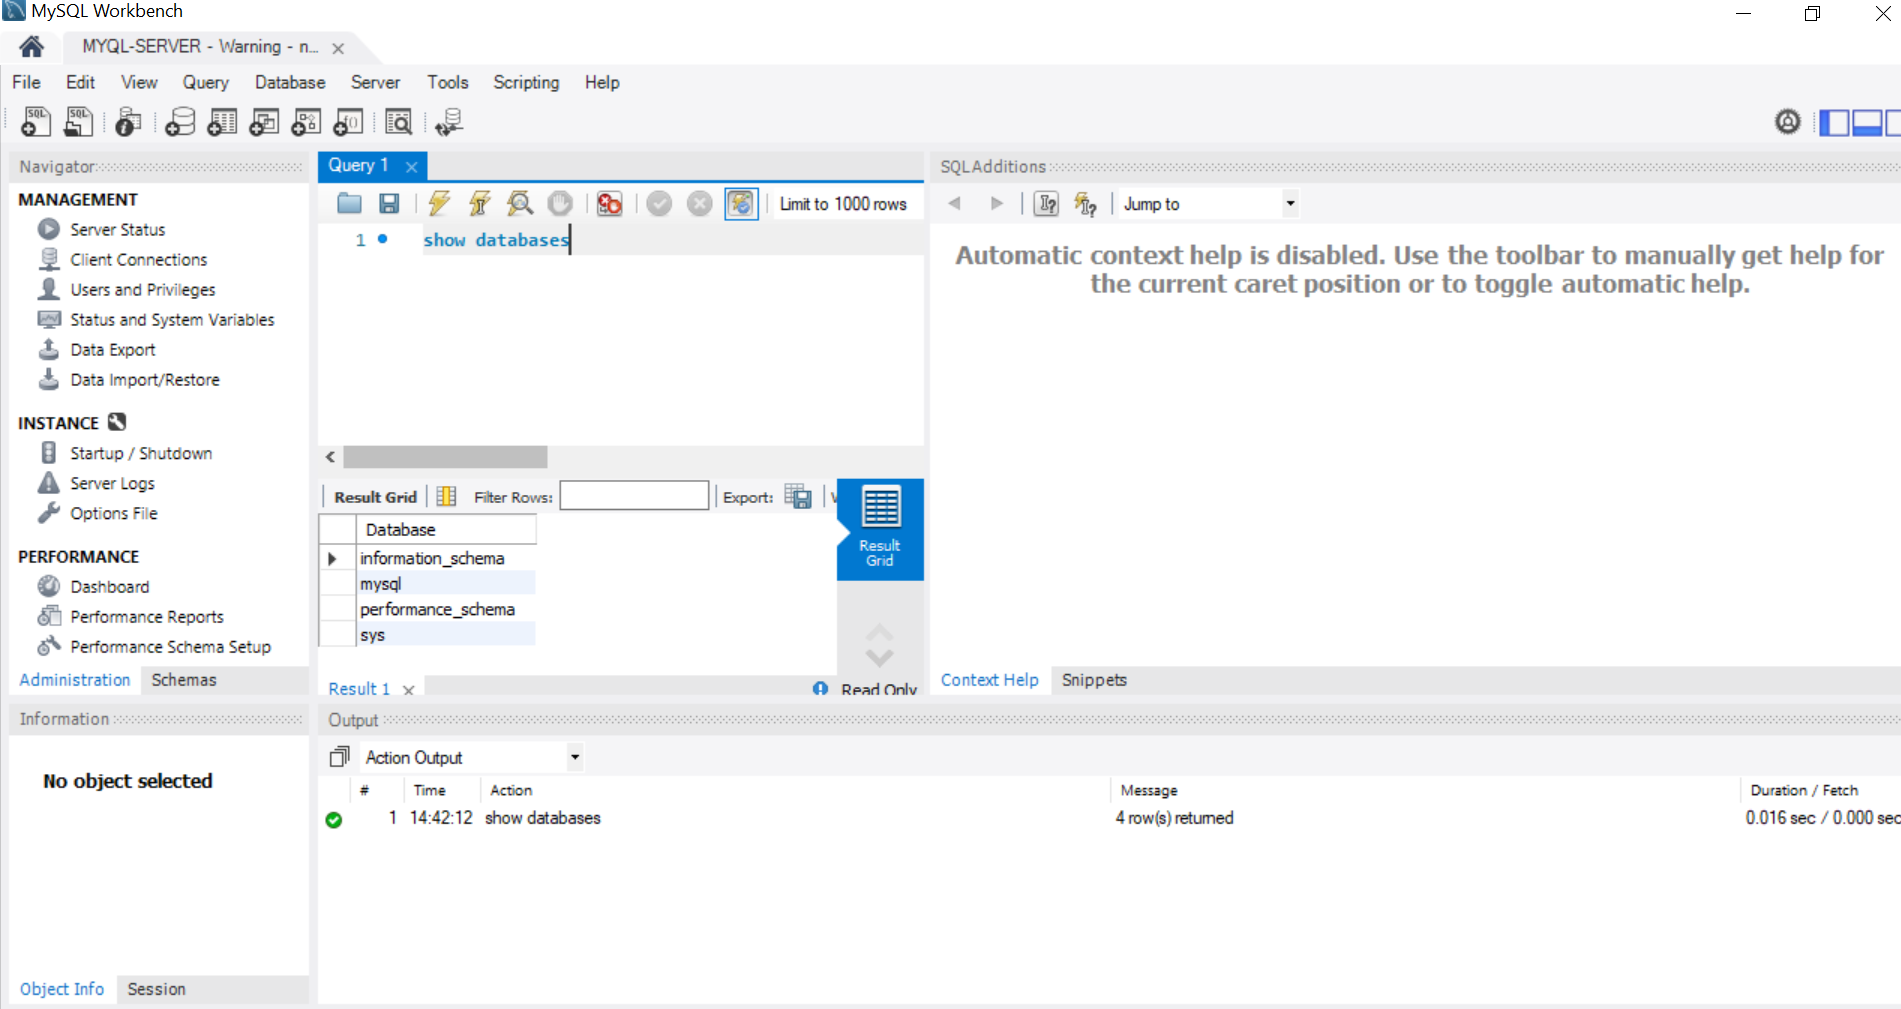 MySQL Workbench
MYQL-SERVER - Warning - n...
File Edit View Query Database Server Tools Scripting Help
Navigator
MANAGEMENT
Server Status
Client Connections
Users and Privileges
Status and System Variables
Data Export
Data Import/Restore
INSTANCE
Startup / Shutdown
Server Logs
Options File
PERFORMANCE
Dashboard
Performance Reports
Performance Schema Setup
Administration Schemas
Query 1
Limit to 1000 rows
1 show databases
Result Grid Filter Rows: Export:
Database
information_schema
mysql
performance_schema
sys
Result
Grid
Result 1 Read Only
SQLAdditions
Jump to
Automatic context help is disabled. Use the toolbar to manually get help for
the current caret position or to toggle automatic help.
Context Help Snippets
Information
No object selected
Object Info Session
Output
Action Output
# Time Action Message Duration / Fetch
1 14:42:12 show databases 4 row(s) returned 0.016 sec / 0.000 sec